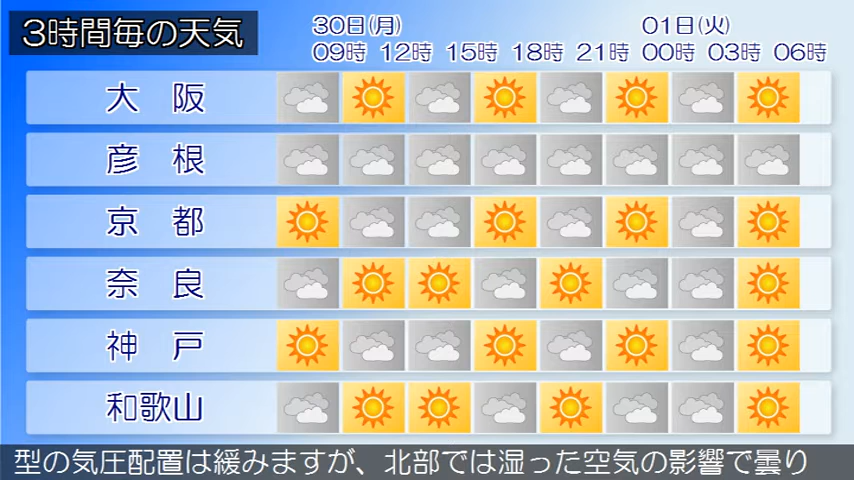 3時間毎の天気
30日(月) 01日(火)
09時 12時 15時 18時 21時 00時 03時 06時
大阪
彦根
京都
奈良
神戸
和歌山
型の気圧配置は緩みますが、北部では湿った空気の影響で曇り